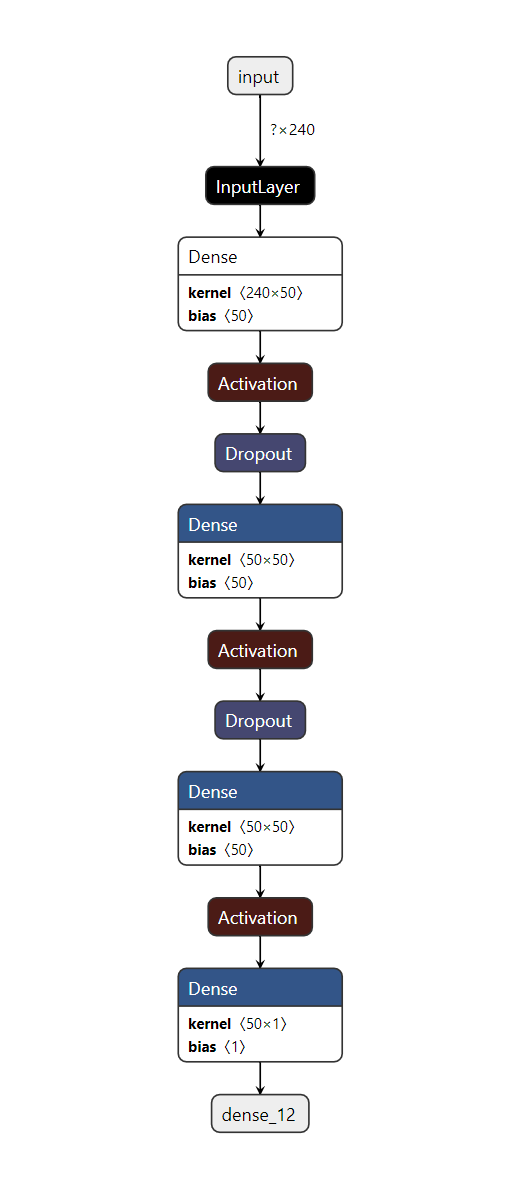 input
?×240
InputLayer
Dense
kernel 〈240×50〉
bias 〈50〉
Activation
Dropout
Dense
kernel 〈50×50〉
bias 〈50〉
Activation
Dropout
Dense
kernel 〈50×50〉
bias 〈50〉
Activation
Dense
kernel 〈50×1〉
bias 〈1〉
dense_12